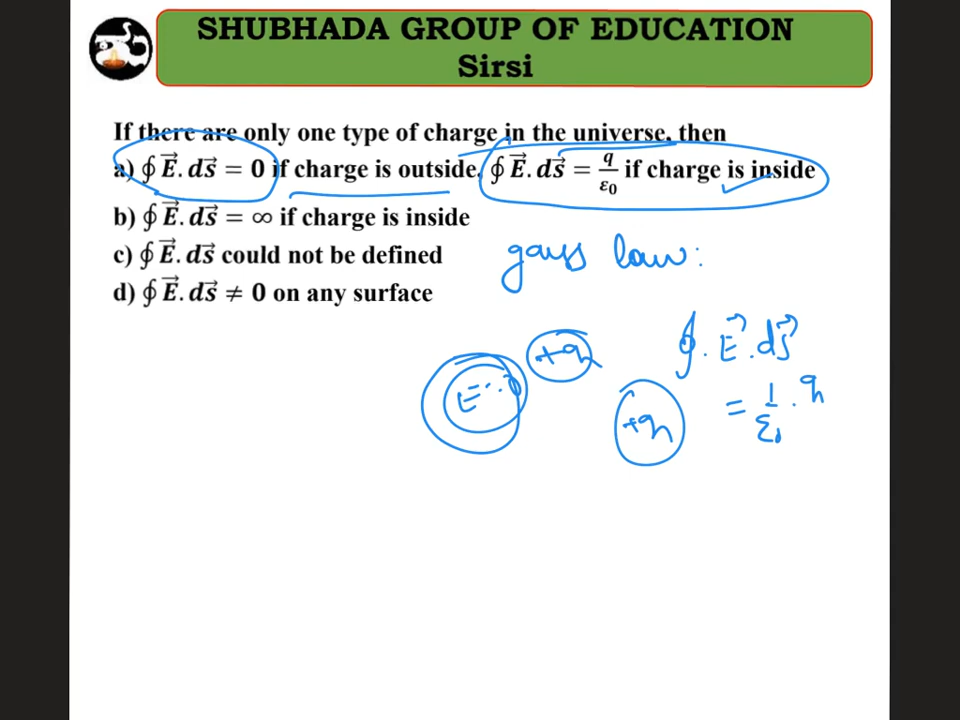 SHUBHADA GROUP OF EDUCATION
Sirsi
If there are only one type of charge in the universe, then
a) ∮ E⃗. ds⃗ = 0 if charge is outside, ∮ E⃗. ds⃗ = q/ε₀ if charge is inside
b) ∮ E⃗. ds⃗ = ∞ if charge is inside
c) ∮ E⃗. ds⃗ could not be defined
d) ∮ E⃗. ds⃗ ≠ 0 on any surface
gauss law:
+q
∮. E⃗. ds⃗
+q
= 1/ε₀ . q